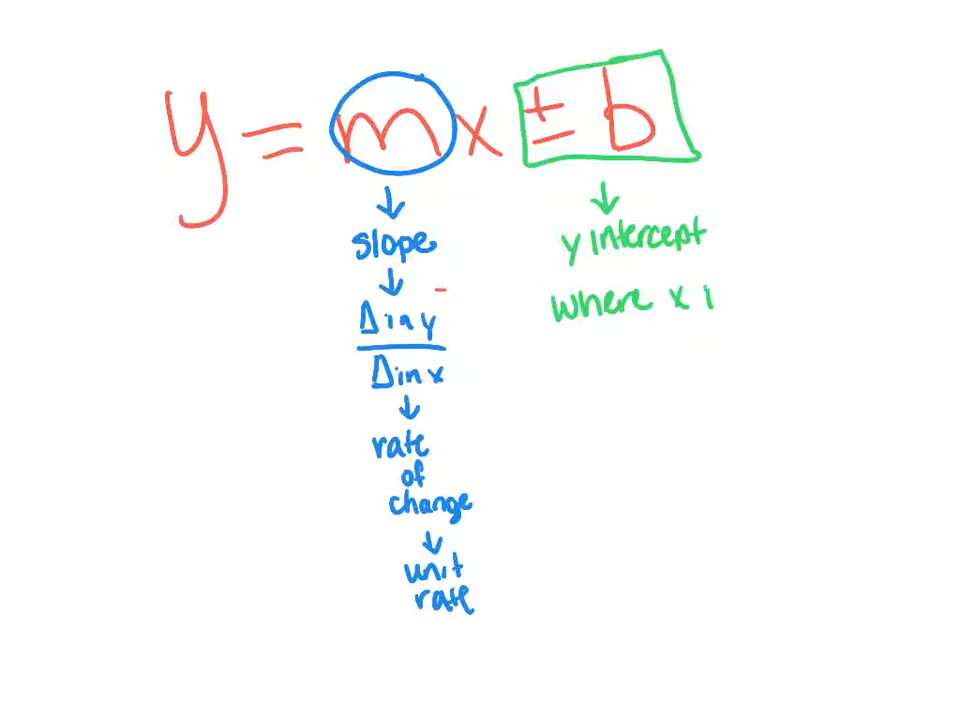 y = mx ± b
slope
Δ in y
Δ in x
rate
of
change
unit
rate
y intercept
where x i